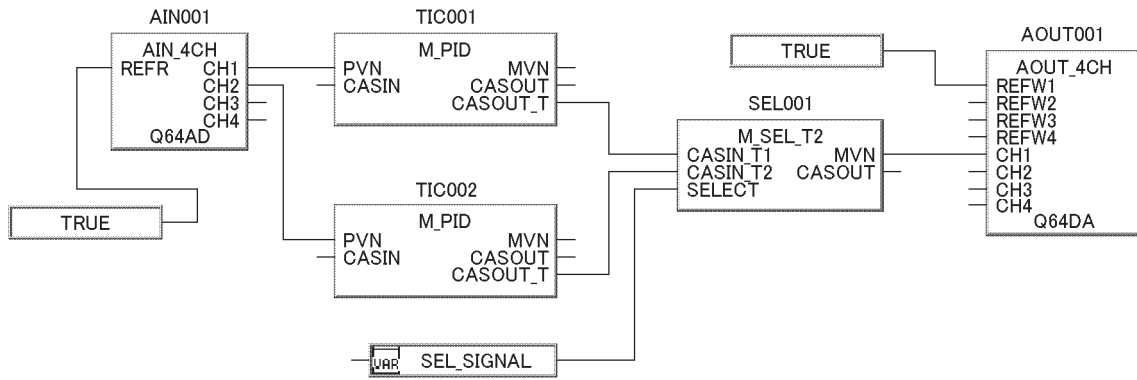 AIN001
AIN_4CH
REFR CH1
CH2
CH3
CH4
Q64AD
TRUE
TIC001
M_PID
PVN MVN
CASIN CASOUT
CASOUT_T
TIC002
M_PID
PVN MVN
CASIN CASOUT
CASOUT_T
VAR SEL_SIGNAL
SEL001
M_SEL_T2
CASIN_T1 MVN
CASIN_T2 CASOUT
SELECT
TRUE
AOUT001
AOUT_4CH
REFW1
REFW2
REFW3
REFW4
CH1
CH2
CH3
CH4
Q64DA